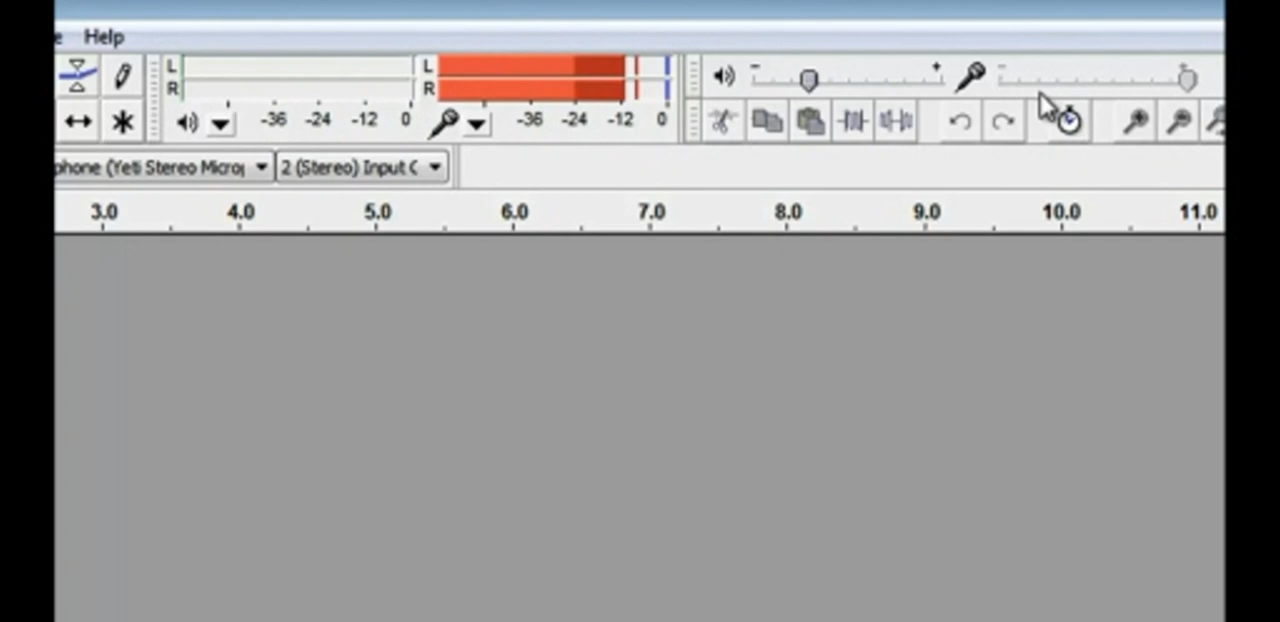 e Help
L L
R R
- + -+
-36 -24 -12 0 -36 -24 -12 0
phone (Yeti Stereo Microp 2 (Stereo) Input C
3.0 4.0 5.0 6.0 7.0 8.0 9.0 10.0 11.0